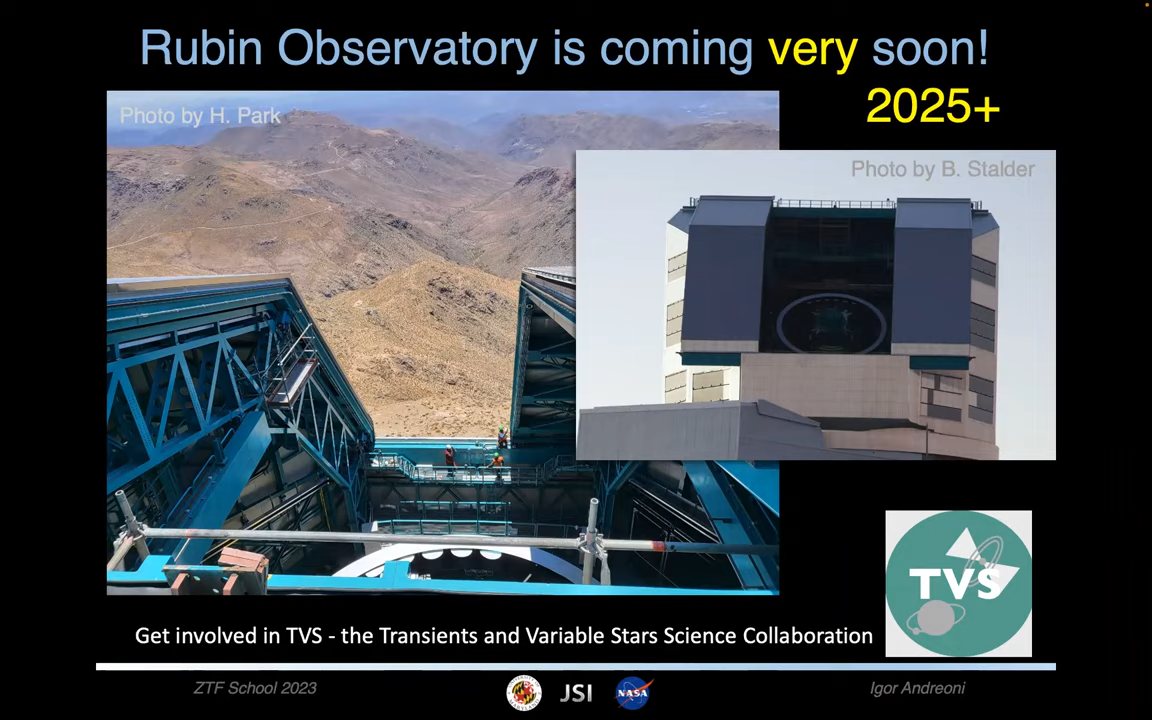 Rubin Observatory is coming very soon!
2025+
Photo by H. Park
Photo by B. Stalder
TVS
Get involved in TVS - the Transients and Variable Stars Science Collaboration
ZTF School 2023
JSI
NASA
Igor Andreoni